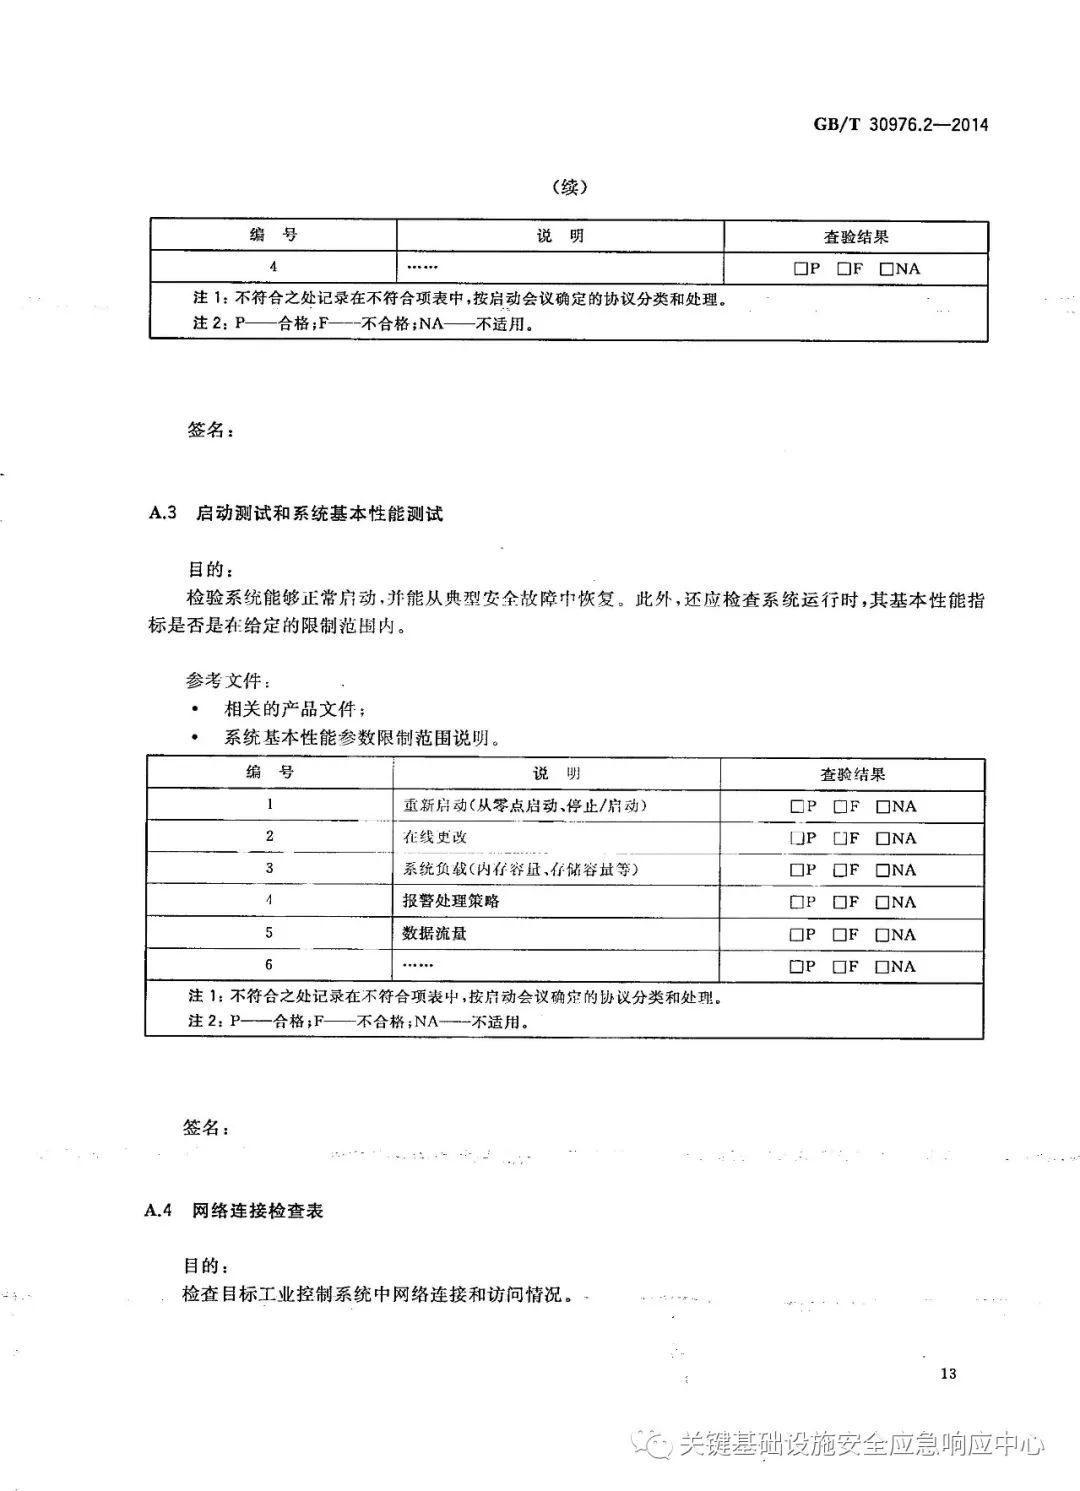 GB/T 30976.2—2014
(续)
编 号 说 明 查验结果
4 …… □P □F □NA
注 1：不符合之处记录在不符合项表中，按启动会议确定的协议分类和处理。
注 2：P——合格；F——不合格；NA——不适用。
签名：
A.3 启动测试和系统基本性能测试
目的：
检验系统能够正常启动，并能从典型安全故障中恢复。此外，还应检查系统运行时，其基本性能指
标是否是在给定的限制范围内。
参考文件：
• 相关的产品文件；
• 系统基本性能参数限制范围说明。
编 号 说 明 查验结果
1 重新启动(从零点启动、停止/启动) □P □F □NA
2 在线更改 □P □F □NA
3 系统负载(内存容量、存储容量等) □P □F □NA
4 报警处理策略 □P □F □NA
5 数据流量 □P □F □NA
6 …… □P □F □NA
注 1：不符合之处记录在不符合项表中，按启动会议确定的协议分类和处理。
注 2：P——合格；F——不合格；NA——不适用。
签名：
A.4 网络连接检查表
目的：
检查目标工业控制系统中网络连接和访问情况。
13
关键基础设施安全应急响应中心